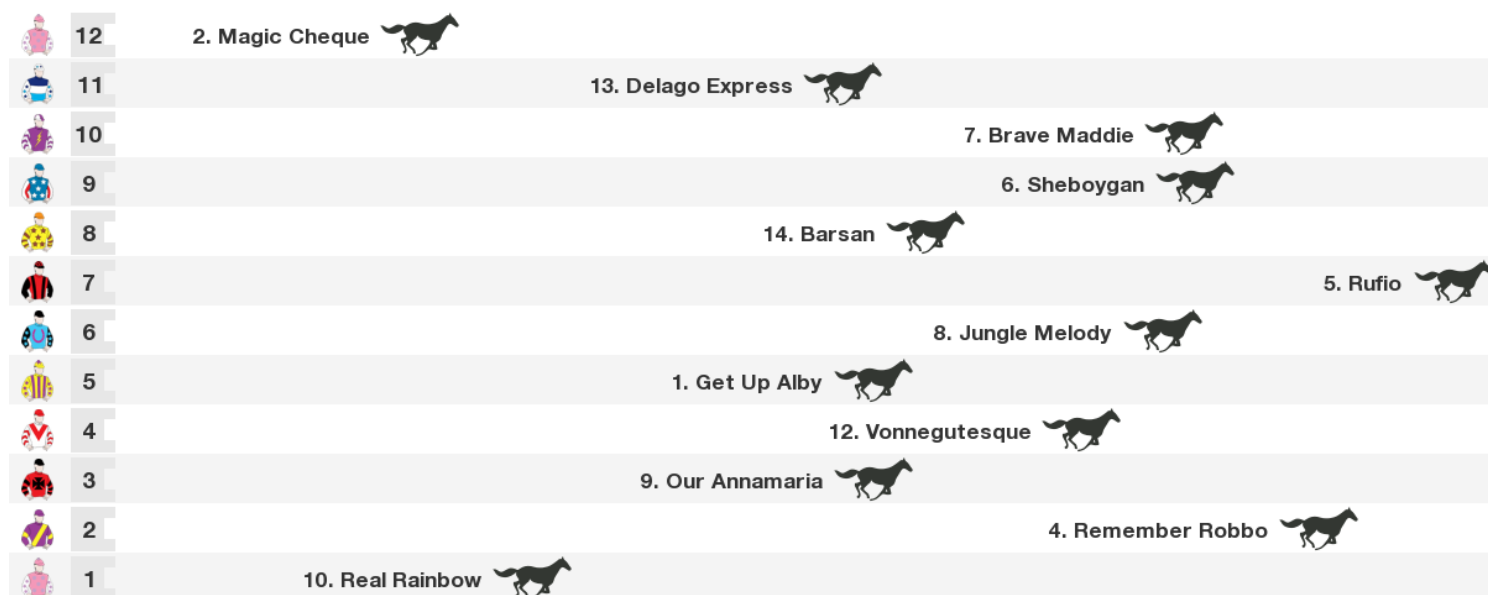 12 2. Magic Cheque
11 13. Delago Express
10 7. Brave Maddie
9 6. Sheboygan
8 14. Barsan
7 5. Rufio
6 8. Jungle Melody
5 1. Get Up Alby
4 12. Vonnegutesque
3 9. Our Annamaria
2 4. Remember Robbo
1 10. Real Rainbow